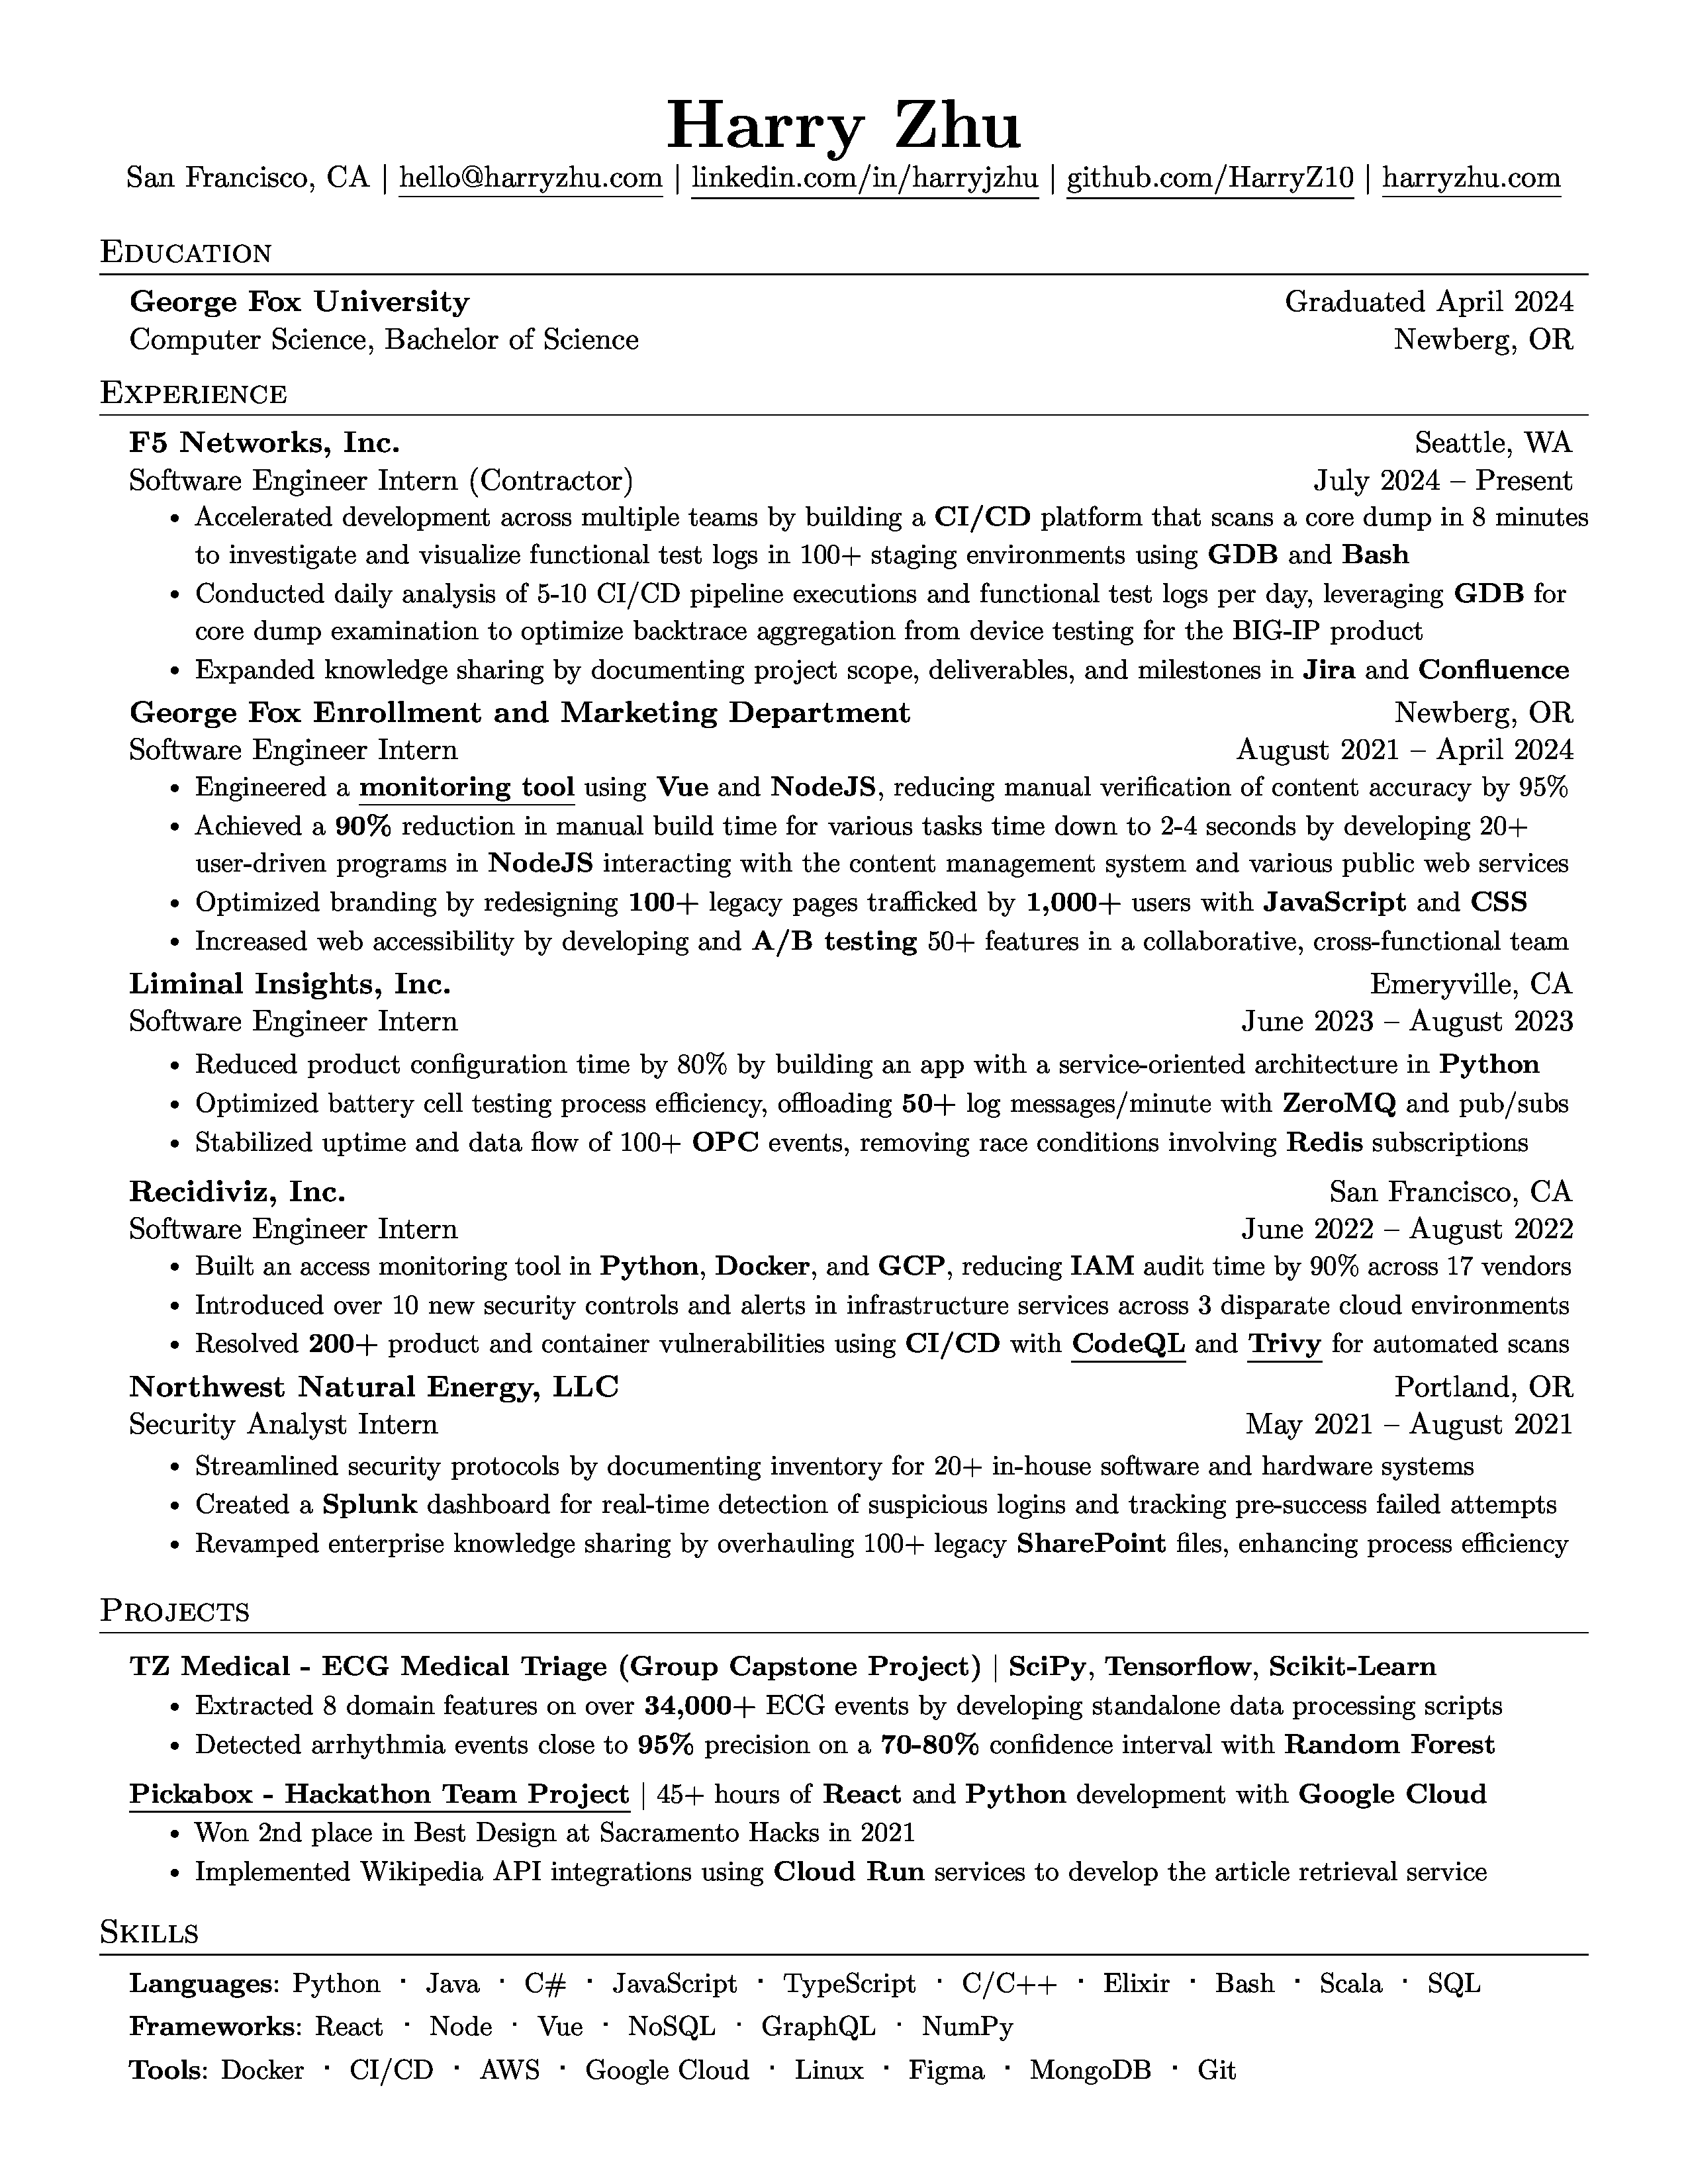 Harry Zhu
San Francisco, CA | hello@harryzhu.com | linkedin.com/in/harryjzhu | github.com/HarryZ10 | harryzhu.com
Education
George Fox University Graduated April 2024
Computer Science, Bachelor of Science Newberg, OR
Experience
F5 Networks, Inc. Seattle, WA
Software Engineer Intern (Contractor) July 2024 – Present
• Accelerated development across multiple teams by building a CI/CD platform that scans a core dump in 8 minutes
to investigate and visualize functional test logs in 100+ staging environments using GDB and Bash
• Conducted daily analysis of 5-10 CI/CD pipeline executions and functional test logs per day, leveraging GDB for
core dump examination to optimize backtrace aggregation from device testing for the BIG-IP product
• Expanded knowledge sharing by documenting project scope, deliverables, and milestones in Jira and Confluence
George Fox Enrollment and Marketing Department Newberg, OR
Software Engineer Intern August 2021 – April 2024
• Engineered a monitoring tool using Vue and NodeJS, reducing manual verification of content accuracy by 95%
• Achieved a 90% reduction in manual build time for various tasks time down to 2-4 seconds by developing 20+
user-driven programs in NodeJS interacting with the content management system and various public web services
• Optimized branding by redesigning 100+ legacy pages trafficked by 1,000+ users with JavaScript and CSS
• Increased web accessibility by developing and A/B testing 50+ features in a collaborative, cross-functional team
Liminal Insights, Inc. Emeryville, CA
Software Engineer Intern June 2023 – August 2023
• Reduced product configuration time by 80% by building an app with a service-oriented architecture in Python
• Optimized battery cell testing process efficiency, offloading 50+ log messages/minute with ZeroMQ and pub/subs
• Stabilized uptime and data flow of 100+ OPC events, removing race conditions involving Redis subscriptions
Recidiviz, Inc. San Francisco, CA
Software Engineer Intern June 2022 – August 2022
• Built an access monitoring tool in Python, Docker, and GCP, reducing IAM audit time by 90% across 17 vendors
• Introduced over 10 new security controls and alerts in infrastructure services across 3 disparate cloud environments
• Resolved 200+ product and container vulnerabilities using CI/CD with CodeQL and Trivy for automated scans
Northwest Natural Energy, LLC Portland, OR
Security Analyst Intern May 2021 – August 2021
• Streamlined security protocols by documenting inventory for 20+ in-house software and hardware systems
• Created a Splunk dashboard for real-time detection of suspicious logins and tracking pre-success failed attempts
• Revamped enterprise knowledge sharing by overhauling 100+ legacy SharePoint files, enhancing process efficiency
Projects
TZ Medical - ECG Medical Triage (Group Capstone Project) | SciPy, Tensorflow, Scikit-Learn
• Extracted 8 domain features on over 34,000+ ECG events by developing standalone data processing scripts
• Detected arrhythmia events close to 95% precision on a 70-80% confidence interval with Random Forest
Pickabox - Hackathon Team Project | 45+ hours of React and Python development with Google Cloud
• Won 2nd place in Best Design at Sacramento Hacks in 2021
• Implemented Wikipedia API integrations using Cloud Run services to develop the article retrieval service
Skills
Languages: Python · Java · C# · JavaScript · TypeScript · C/C++ · Elixir · Bash · Scala · SQL
Frameworks: React · Node · Vue · NoSQL · GraphQL · NumPy
Tools: Docker · CI/CD · AWS · Google Cloud · Linux · Figma · MongoDB · Git